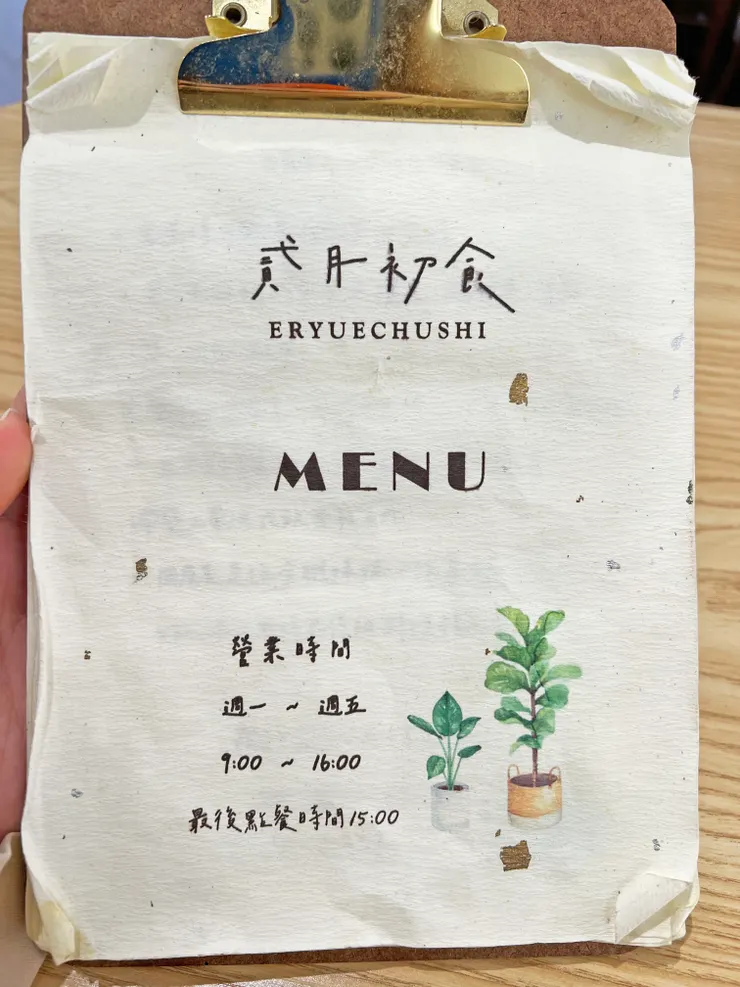 貳月初食
ERYUECHUSHI
MENU
營業時間
週一 ~ 週五
9:00 ~ 16:00
最後點餐時間15:00